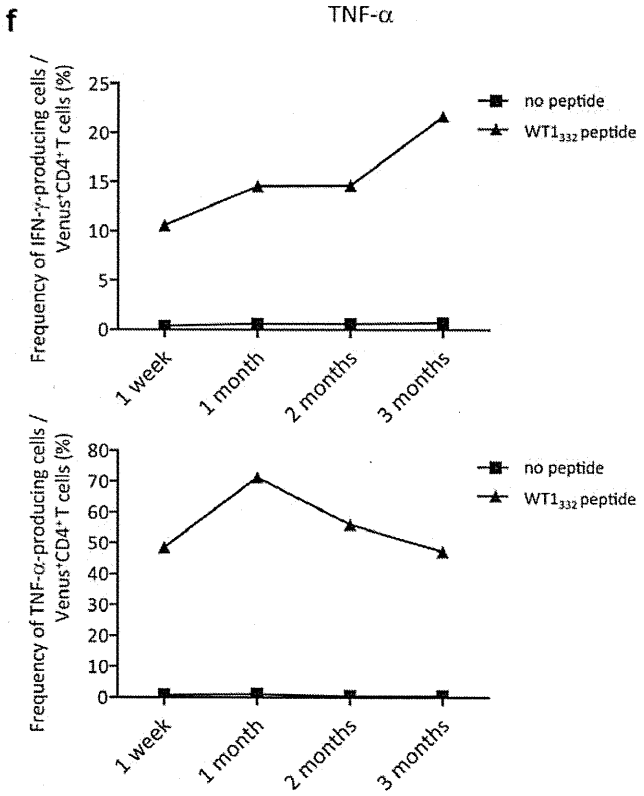 f
TNF-α
Frequency of IFN-γ-producing cells /
Venus⁺CD4⁺ T cells (%)
25
20
15
10
5
0
1 week
1 month
2 months
3 months
no peptide
WT1₃₃₂ peptide
Frequency of TNF-α-producing cells /
Venus⁺CD4⁺ T cells (%)
80
70
60
50
40
30
20
10
0
1 week
1 month
2 months
3 months
no peptide
WT1₃₃₂ peptide